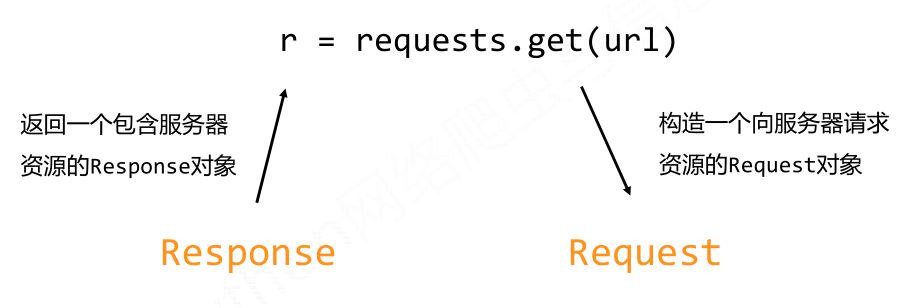 r = requests.get(url)
返回一个包含服务器
资源的Response对象
构造一个向服务器请求
资源的Request对象
Response
Request